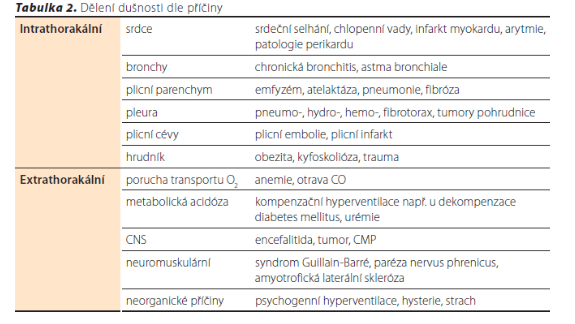 Tabulka 2. Dělení dušnosti dle příčiny
Intrathorakální srdce srdeční selhání, chlopenní vady, infarkt myokardu, arytmie,
patologie perikardu
bronchy chronická bronchitis, astma bronchiale
plicní parenchym emfyzém, atelaktáza, pneumonie, fibróza
pleura pneumo-, hydro-, hemo-, fibrotorax, tumory pohrudnice
plicní cévy plicní embolie, plicní infarkt
hrudník obezita, kyfoskolióza, trauma
Extrathorakální porucha transportu O2 anemie, otrava CO
metabolická acidóza kompenzační hyperventilace např. u dekompenzace
diabetes mellitus, urémie
CNS encefalitida, tumor, CMP
neuromuskulární syndrom Guillain-Barré, paréza nervus phrenicus,
amyotrofická laterální skleróza
neorganické příčiny psychogenní hyperventilace, hysterie, strach